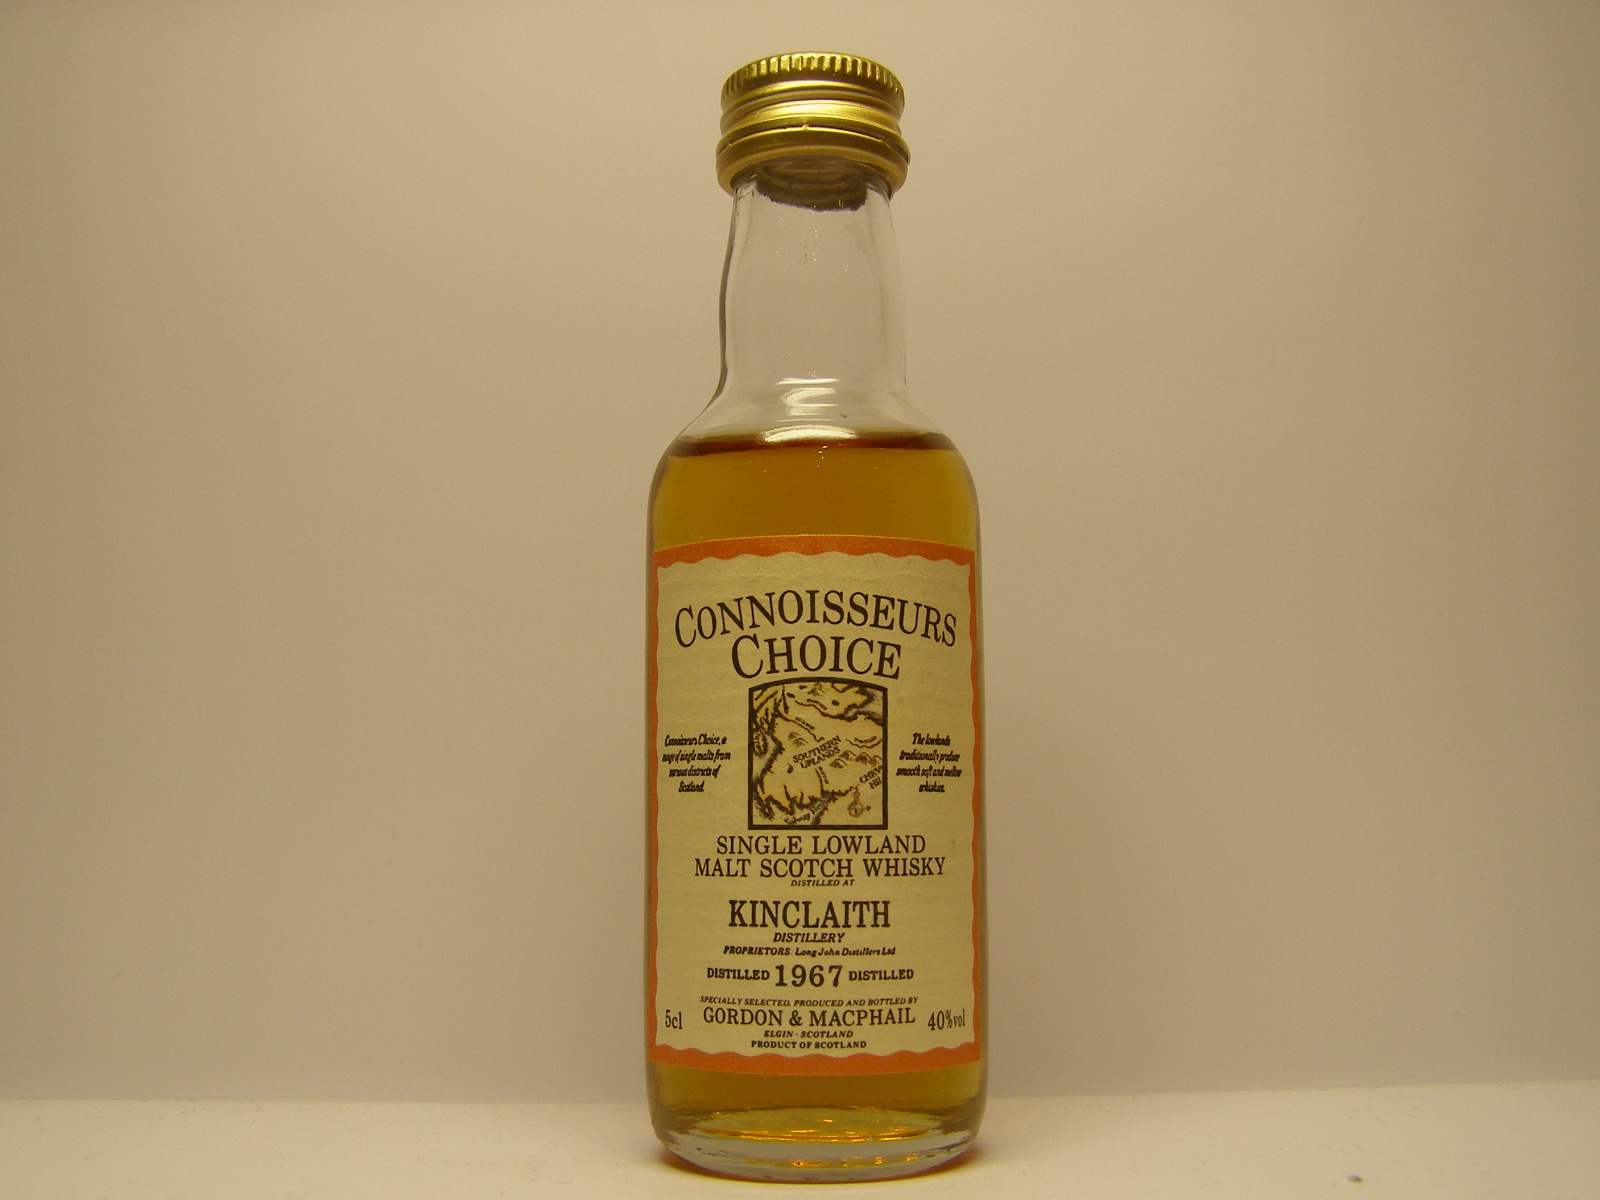 CONNOISSEURS
CHOICE
Connoisseurs Choice, a
range of single malts from
various districts of
Scotland.
The lowlands
traditionally produce
smooth soft and mellow
whiskies.
SOUTHERN
UPLANDS
SINGLE LOWLAND
MALT SCOTCH WHISKY
DISTILLED AT
KINCLAITH
DISTILLERY
PROPRIETORS: Long John Distillers Ltd
DISTILLED 1967 DISTILLED
SPECIALLY SELECTED, PRODUCED AND BOTTLED BY
5cl GORDON & MACPHAIL 40%vol
ELGIN - SCOTLAND
PRODUCT OF SCOTLAND